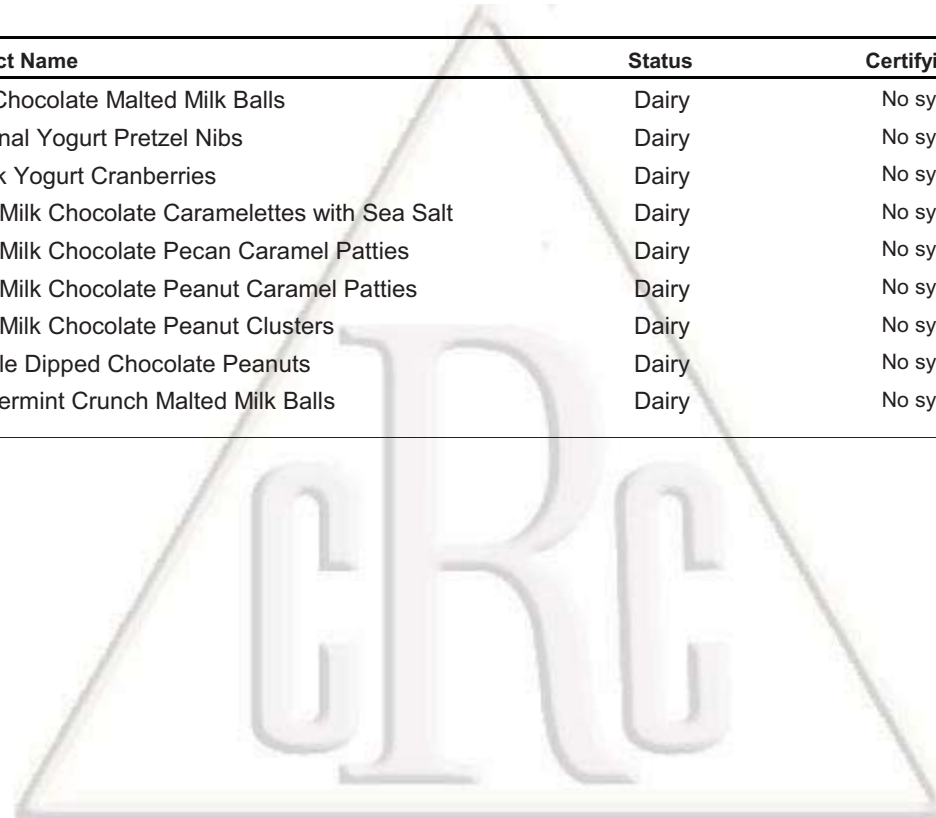 ct Name Status Certifyi
Chocolate Malted Milk Balls Dairy No sy
nal Yogurt Pretzel Nibs Dairy No sy
k Yogurt Cranberries Dairy No sy
Milk Chocolate Caramelettes with Sea Salt Dairy No sy
Milk Chocolate Pecan Caramel Patties Dairy No sy
Milk Chocolate Peanut Caramel Patties Dairy No sy
Milk Chocolate Peanut Clusters Dairy No sy
le Dipped Chocolate Peanuts Dairy No sy
ermint Crunch Malted Milk Balls Dairy No sy
cRc